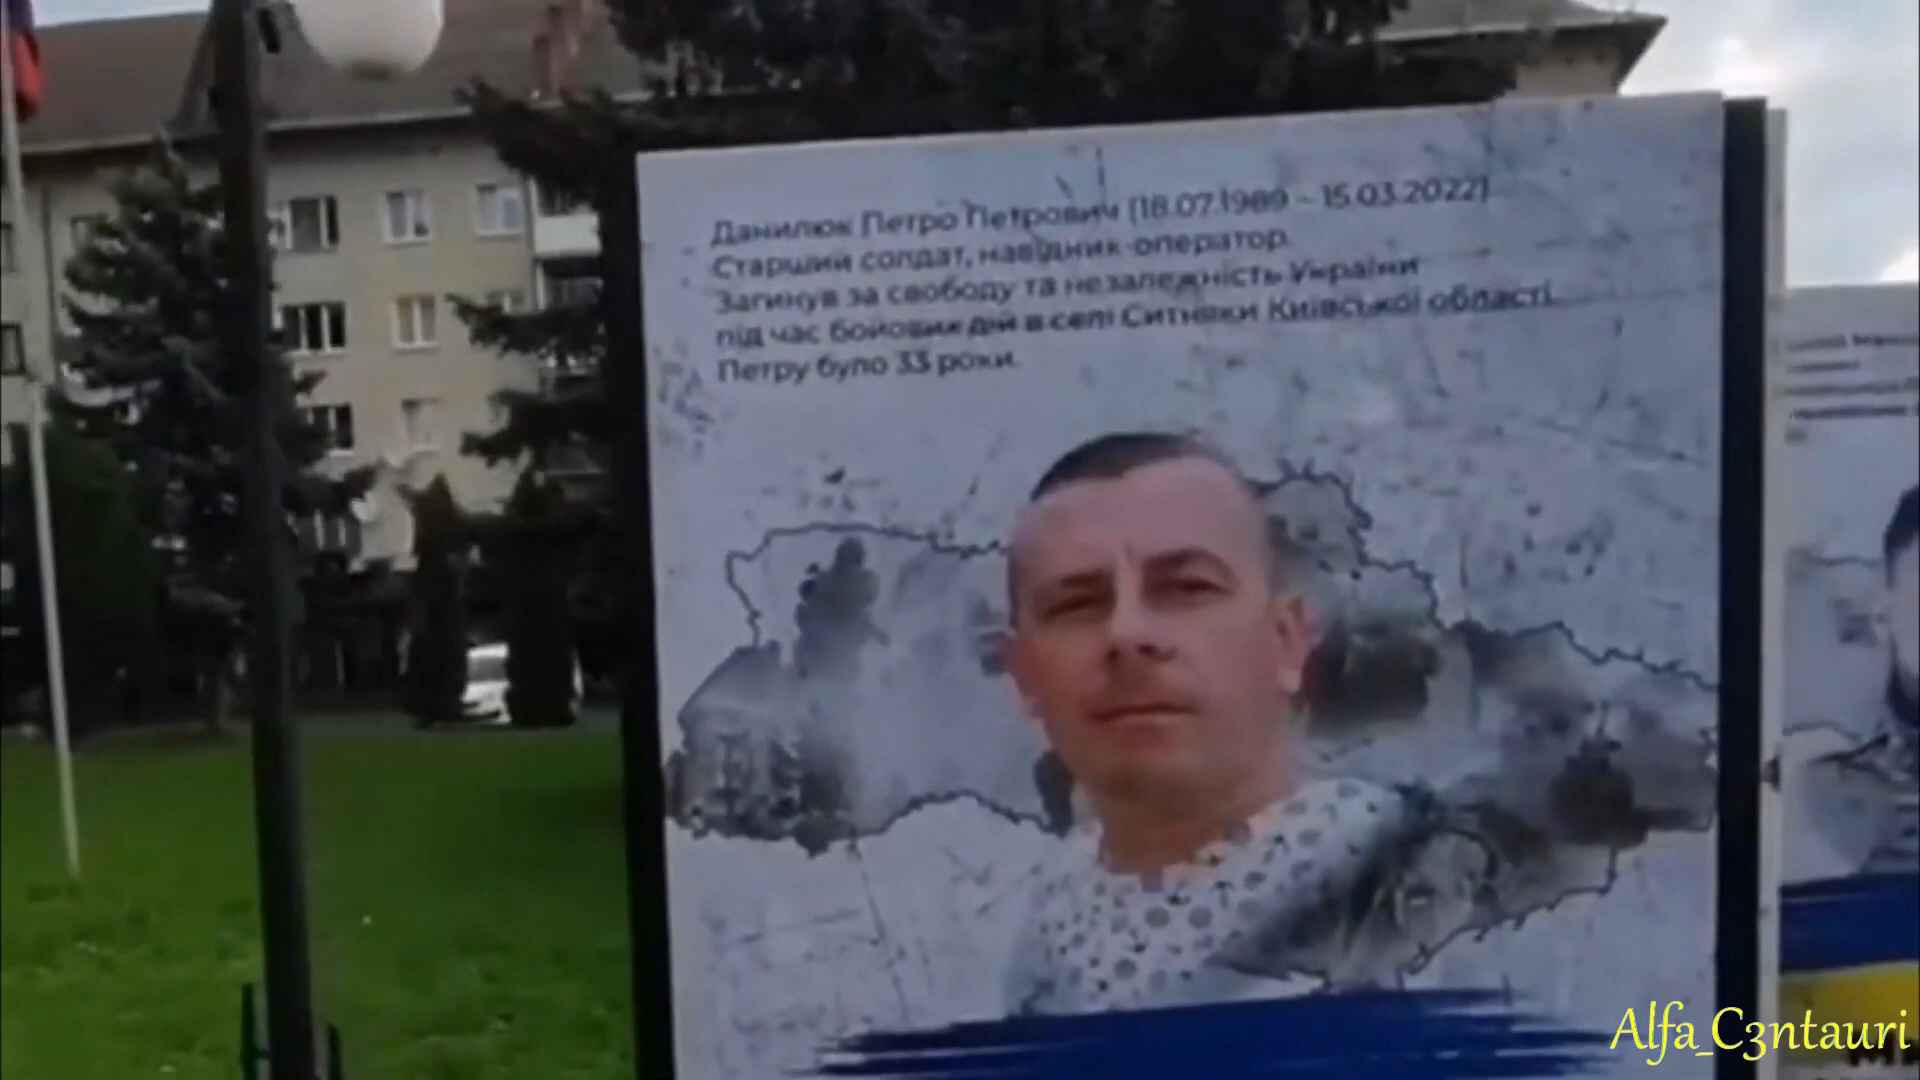 Данилюк Петро Петрович (18.07.1989 - 15.03.2022)
Старший солдат, навідник-оператор.
Загинув за свободу та незалежність України
під час бойових дій в селі Ситняки Київської області.
Петру було 33 роки.
Alfa_C3ntauri